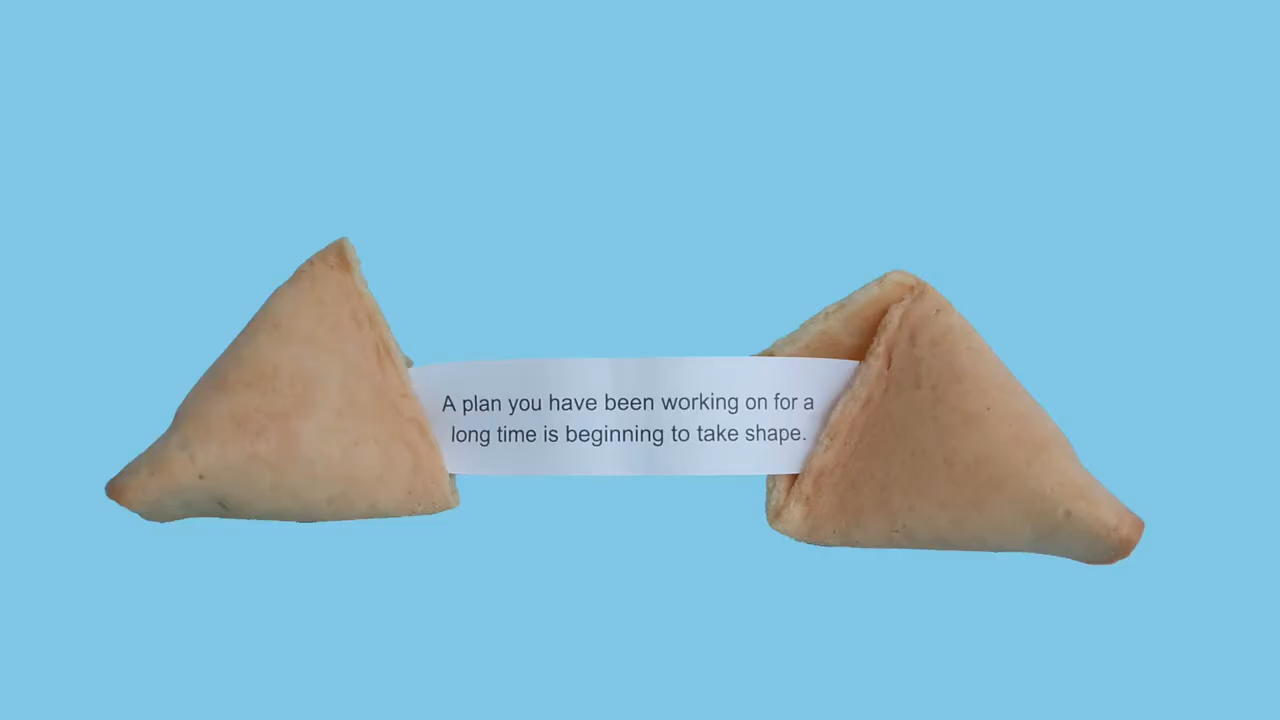 A plan you have been working on for a
long time is beginning to take shape.